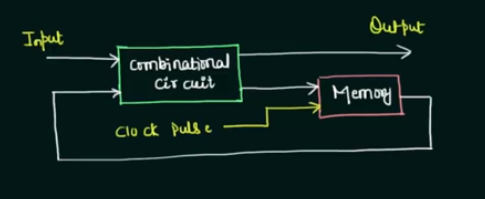 Input
Output
Combinational
Circuit
Memory
Clock pulse